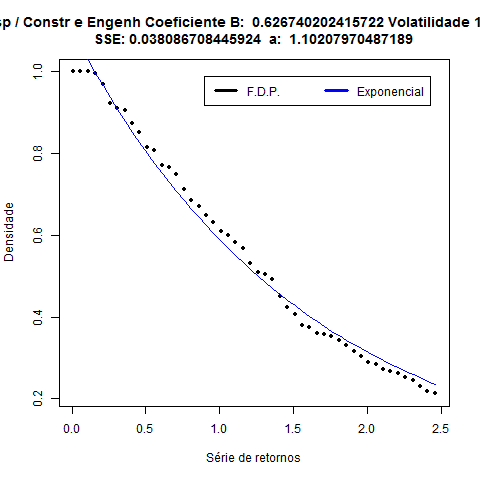 sp / Constr e Engenh Coeficiente B: 0.626740202415722 Volatilidade 1
SSE: 0.038086708445924 a: 1.10207970487189
F.D.P. Exponencial
1.0
0.8
0.6
0.4
0.2
Densidade
0.0 0.5 1.0 1.5 2.0 2.5
Série de retornos